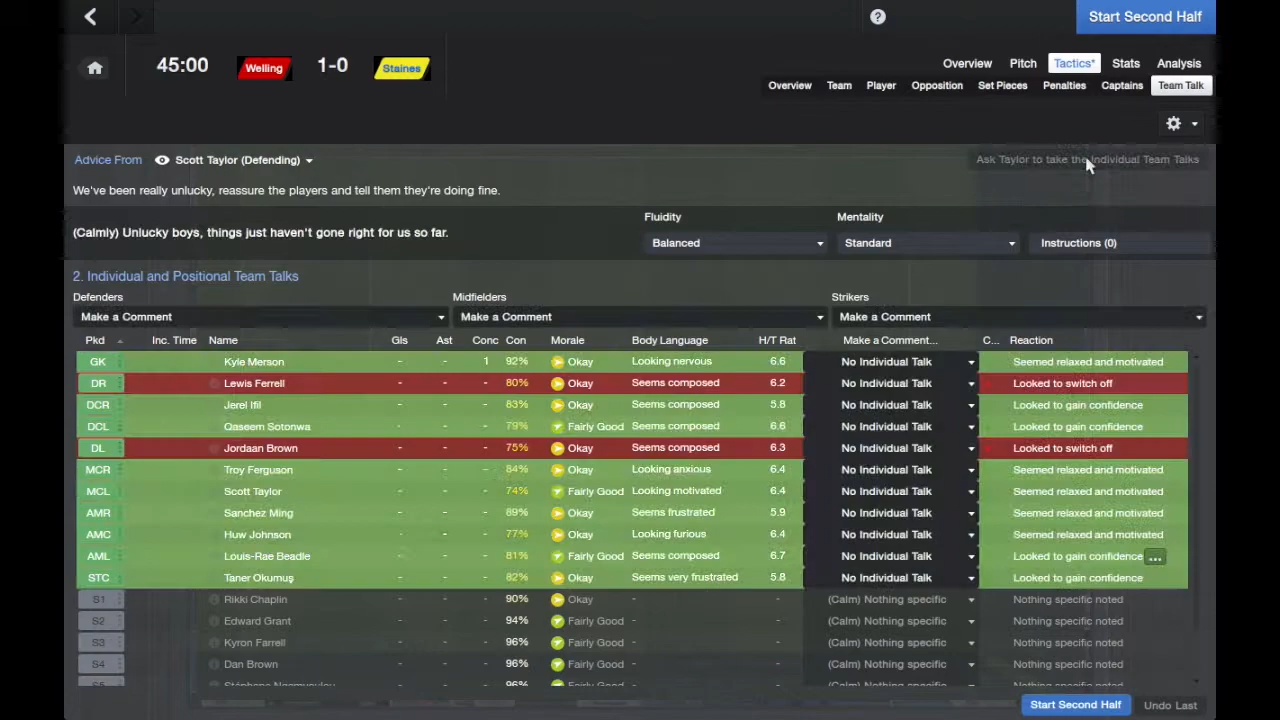 ? Start Second Half
45:00 Welling 1-0 Staines
Overview Pitch Tactics* Stats Analysis
Overview Team Player Opposition Set Pieces Penalties Captains Team Talk
Advice From Scott Taylor (Defending) Ask Taylor to take the Individual Team Talks
We've been really unlucky, reassure the players and tell them they're doing fine.
Fluidity Mentality
(Calmly) Unlucky boys, things just haven't gone right for us so far. Balanced Standard Instructions (0)
2. Individual and Positional Team Talks
Defenders Midfielders Strikers
Make a Comment Make a Comment Make a Comment
Pkd Inc. Time Name Gls Ast Conc Con Morale Body Language H/T Rat Make a Comment... C... Reaction
GK Kyle Merson - - 1 92% Okay Looking nervous 6.6 No Individual Talk Seemed relaxed and motivated
DR Lewis Ferrell - - - 80% Okay Seems composed 6.2 No Individual Talk Looked to switch off
DCR Jerel Ifil - - - 83% Okay Seems composed 5.8 No Individual Talk Looked to gain confidence
DCL Qaseem Sotonwa - - - 79% Fairly Good Seems composed 6.6 No Individual Talk Looked to gain confidence
DL Jordaan Brown - - - 75% Okay Seems composed 6.3 No Individual Talk Looked to switch off
MCR Troy Ferguson - - - 84% Okay Looking anxious 6.4 No Individual Talk Seemed relaxed and motivated
MCL Scott Taylor - - - 74% Fairly Good Looking motivated 6.4 No Individual Talk Seemed relaxed and motivated
AMR Sanchez Ming - - - 89% Okay Seems frustrated 5.9 No Individual Talk Seemed relaxed and motivated
AMC Huw Johnson - - - 77% Okay Looking furious 6.4 No Individual Talk Seemed relaxed and motivated
AML Louis-Rae Beadle - - - 81% Fairly Good Seems composed 6.7 No Individual Talk Looked to gain confidence ...
STC Taner Okumuş - - - 82% Okay Seems very frustrated 5.8 No Individual Talk Looked to gain confidence
S1 Rikki Chaplin - - - 90% Okay - - (Calm) Nothing specific Nothing specific noted
S2 Edward Grant - - - 94% Fairly Good - - (Calm) Nothing specific Nothing specific noted
S3 Kyron Farrell - - - 96% Fairly Good - - (Calm) Nothing specific Nothing specific noted
S4 Dan Brown - - - 96% Fairly Good - - (Calm) Nothing specific Nothing specific noted
S5 96% Fairly Good (Calm) Nothing specific Nothing specific noted
Start Second Half Undo Last